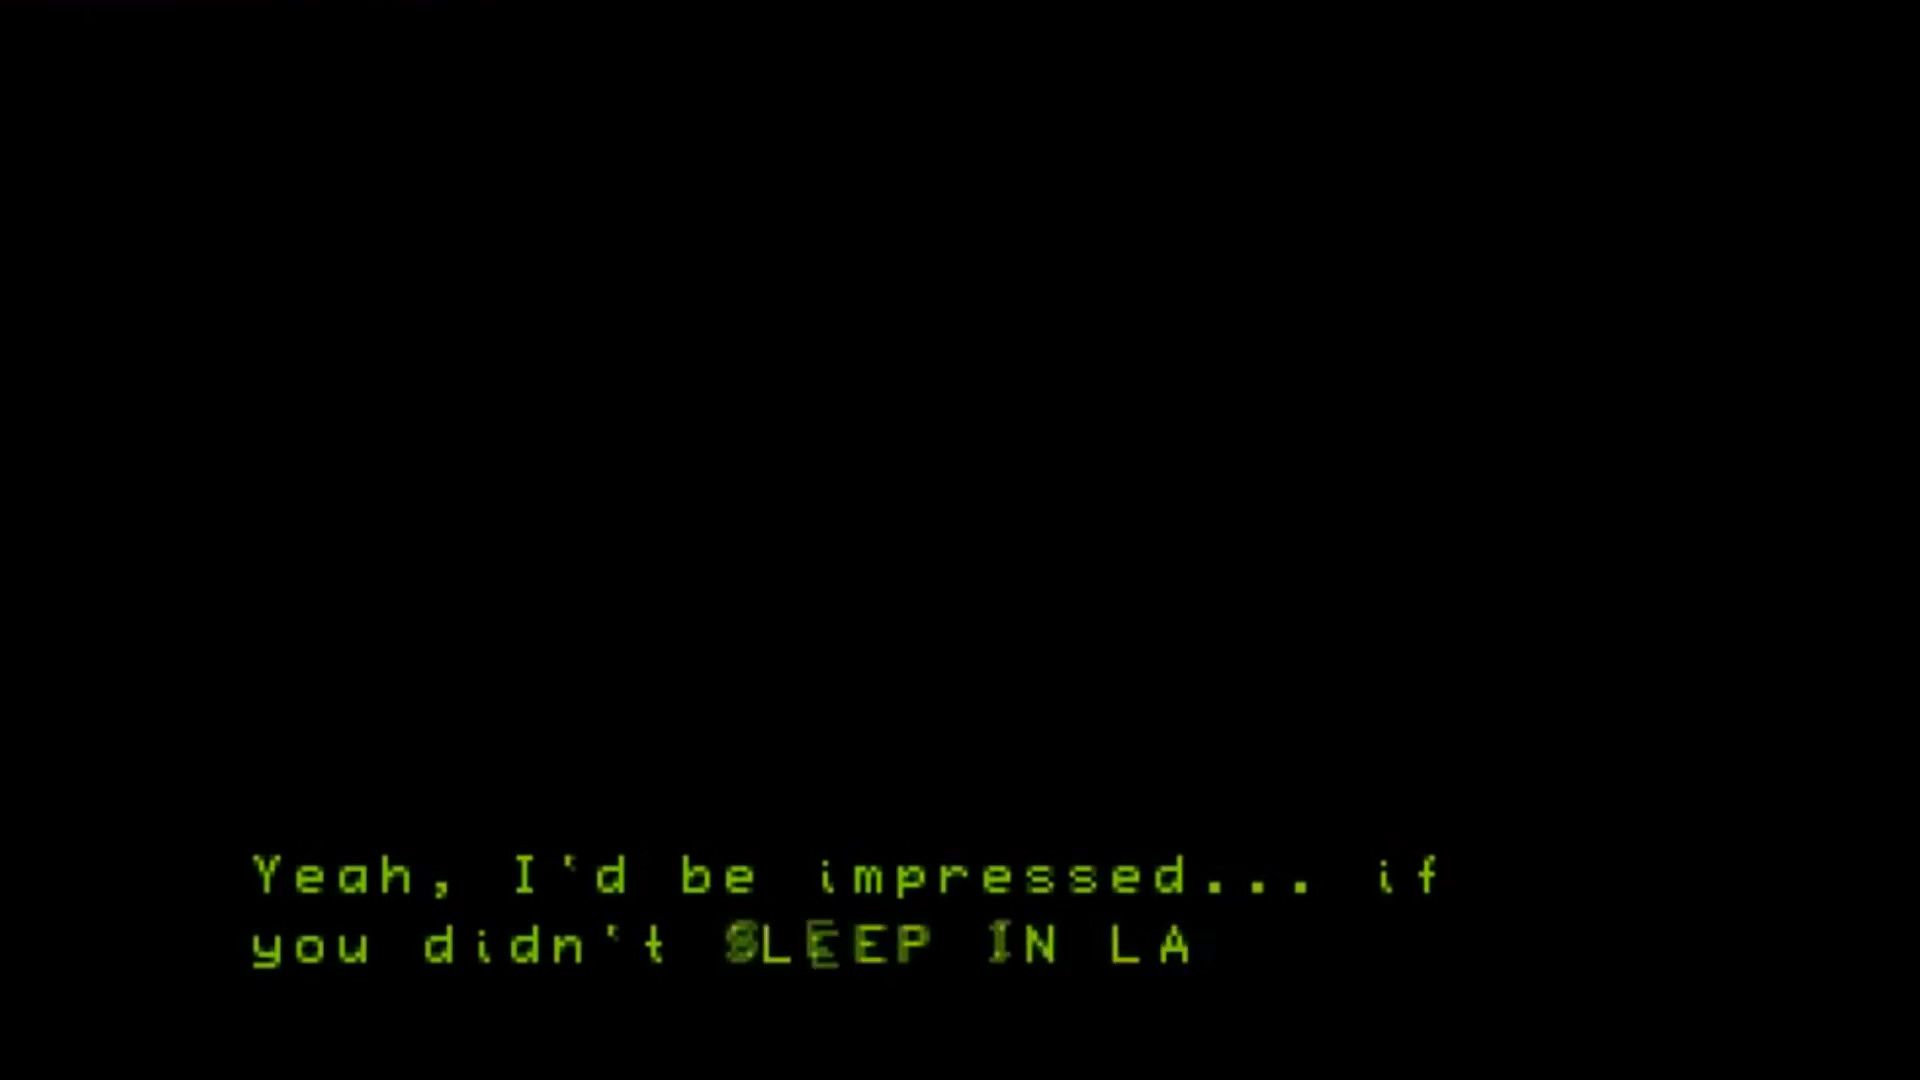 Yeah, I'd be impressed... if
you didn't SLEEP IN LA